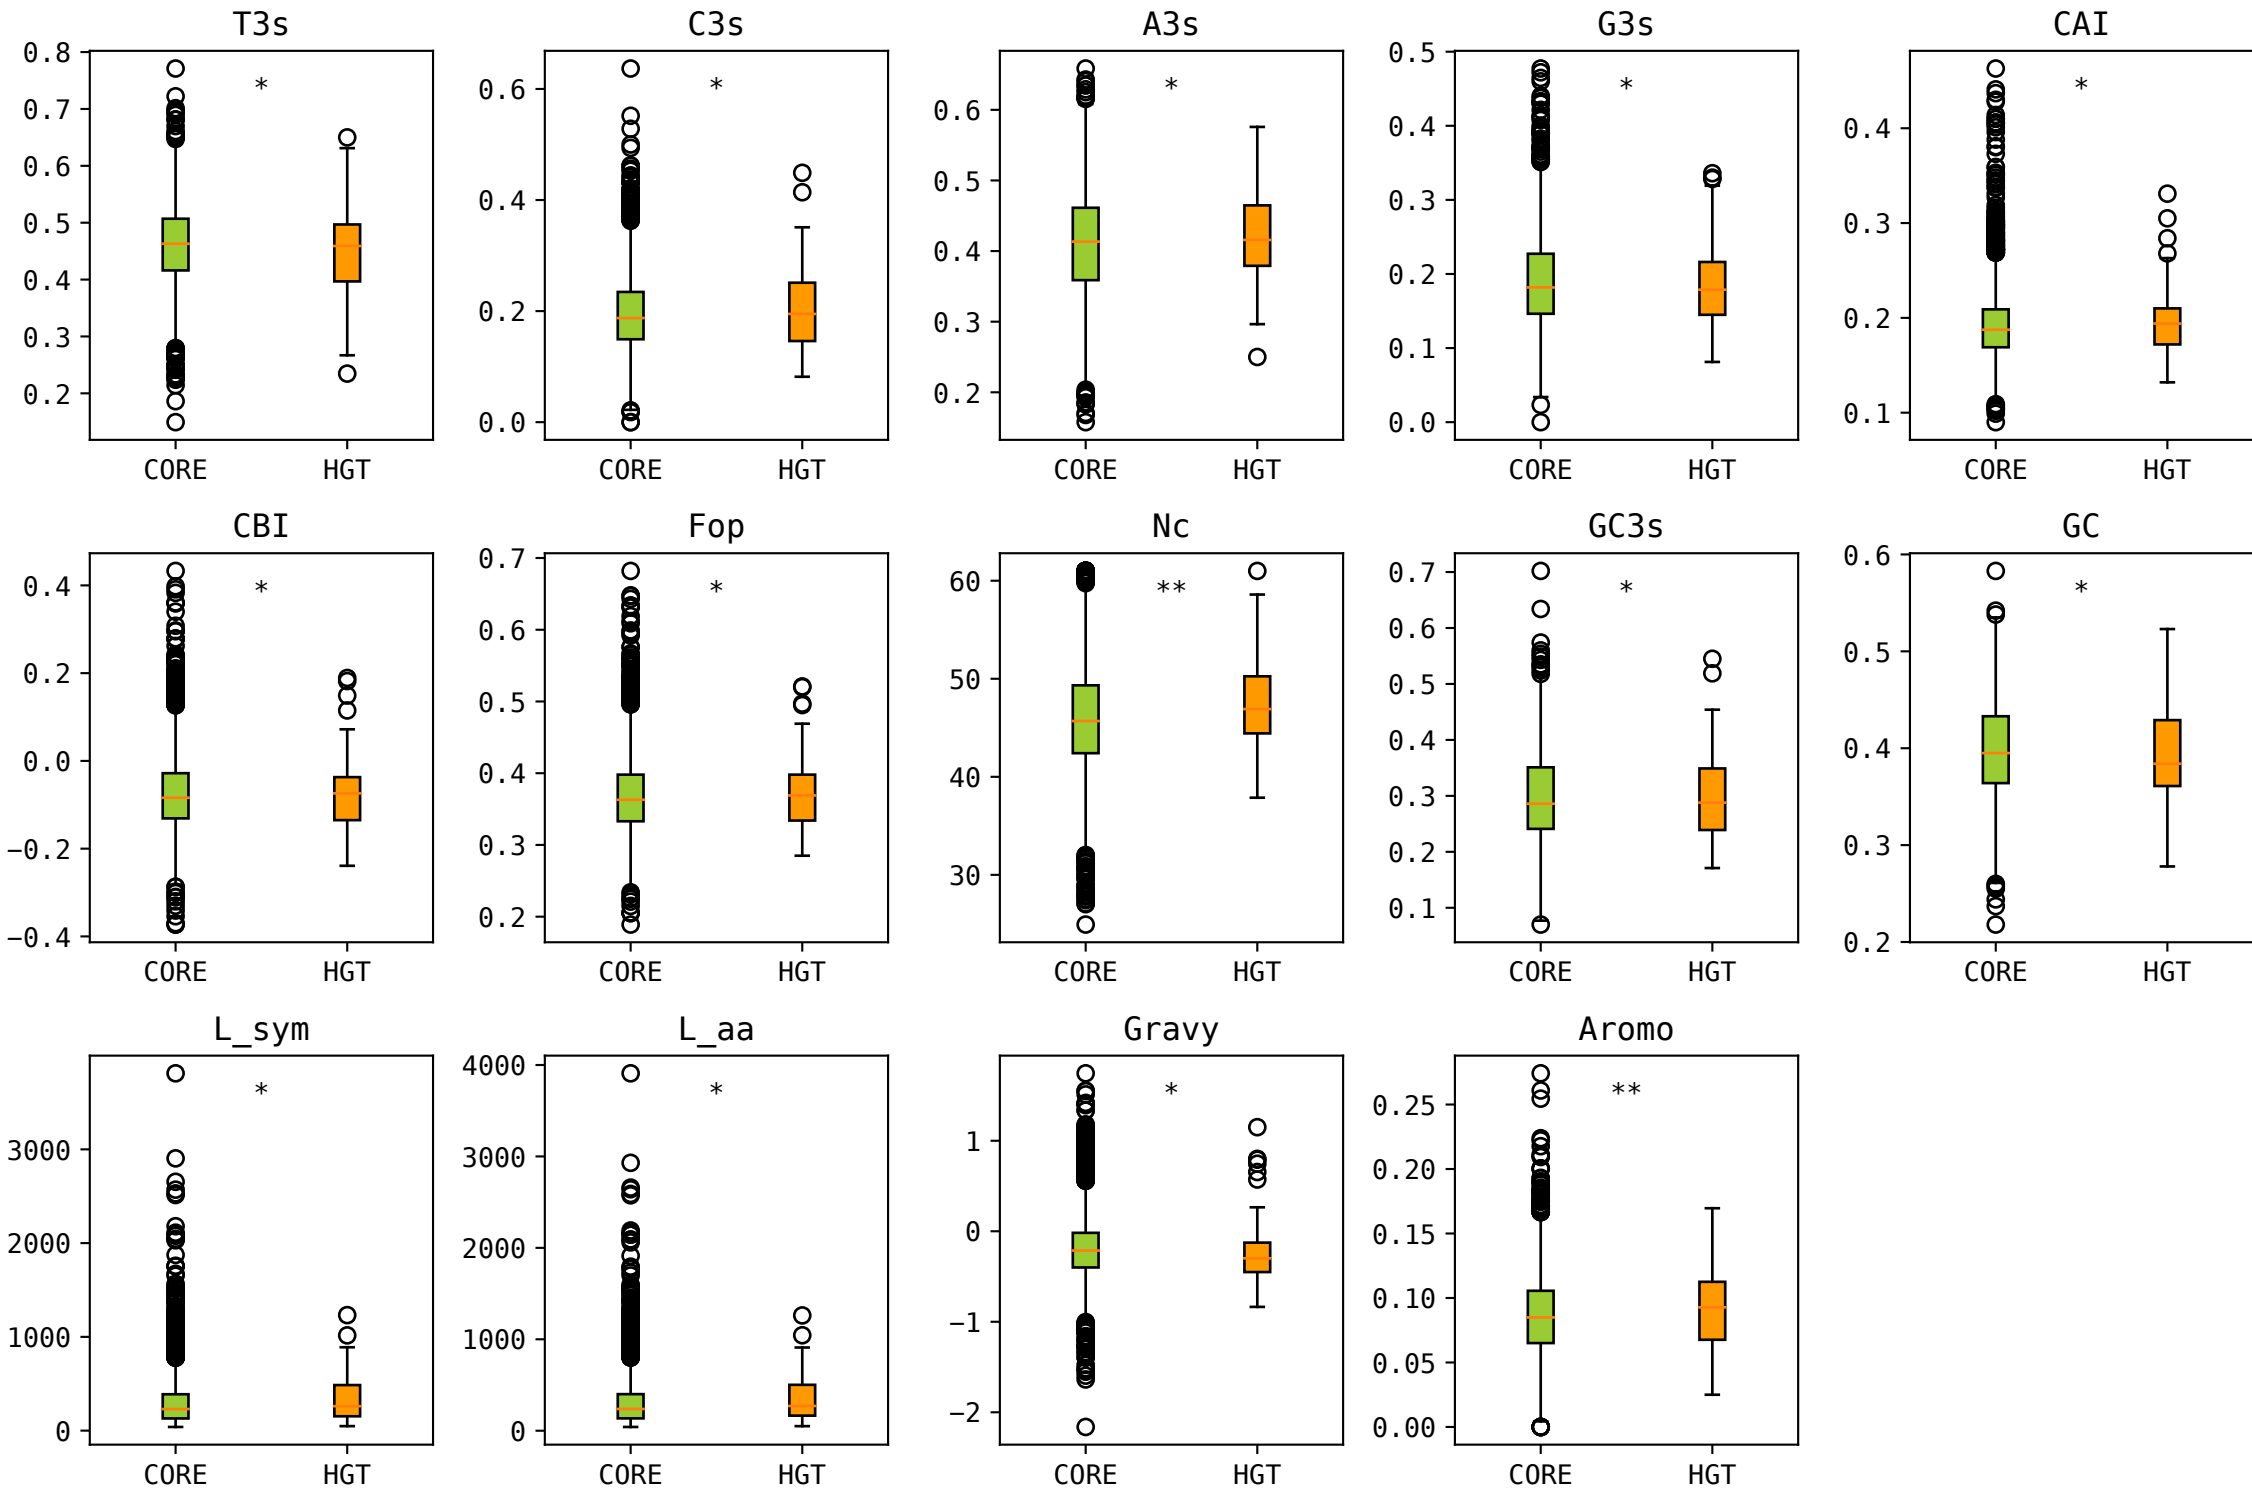 T3s C3s A3s G3s CAI
0.8 0.7 0.6 0.5 0.4 0.3 0.2
*
CORE HGT
0.6 0.4 0.2 0.0
*
CORE HGT
0.6 0.5 0.4 0.3 0.2
*
CORE HGT
0.5 0.4 0.3 0.2 0.1 0.0
*
CORE HGT
0.4 0.3 0.2 0.1
*
CORE HGT
CBI Fop Nc GC3s GC
0.4 0.2 0.0 −0.2 −0.4
*
CORE HGT
0.7 0.6 0.5 0.4 0.3 0.2
*
CORE HGT
60 50 40 30
**
CORE HGT
0.7 0.6 0.5 0.4 0.3 0.2 0.1
*
CORE HGT
0.6 0.5 0.4 0.3 0.2
*
CORE HGT
L_sym L_aa Gravy Aromo
3000 2000 1000 0
*
CORE HGT
4000 3000 2000 1000 0
*
CORE HGT
1 0 −1 −2
*
CORE HGT
0.25 0.20 0.15 0.10 0.05 0.00
**
CORE HGT